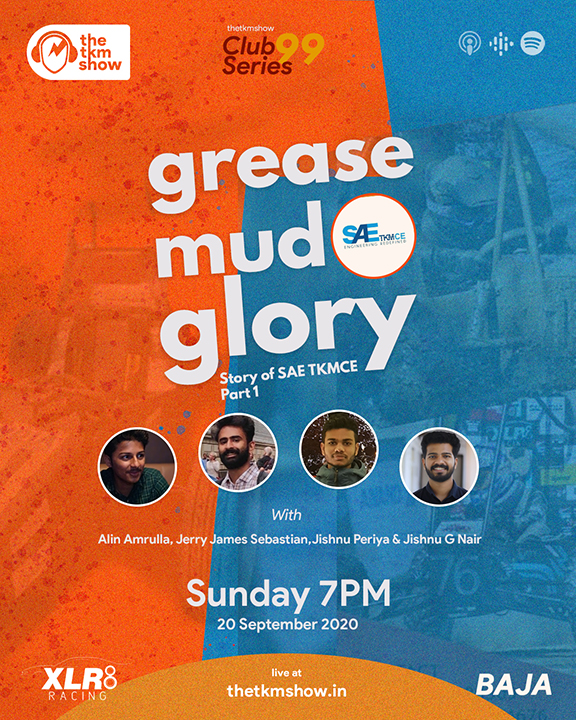 the
tkm
show
thetkmshow
Club 99
Series
grease
mud
SAE TKMCE
ENGINEERING REDEFINED
glory
Story of SAE TKMCE
Part 1
With
Alin Amrulla, Jerry James Sebastian,Jishnu Periya & Jishnu G Nair
Sunday 7PM
20 September 2020
XLR8
RACING
live at
thetkmshow.in
BAJA